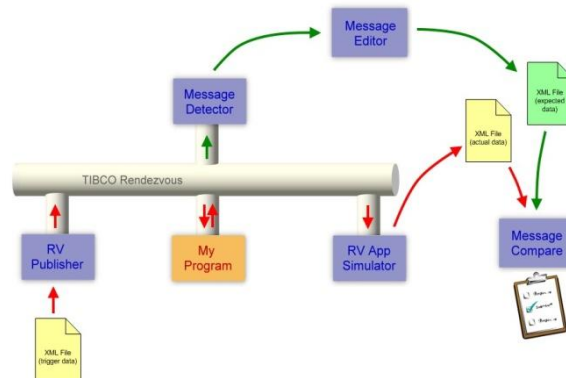 Message
Editor
Message
Detector
XML File
(expected
data)
XML File
(actual data)
TIBCO Rendezvous
RV
Publisher
My
Program
RV App
Simulator
Message
Compare
XML File
(trigger data)